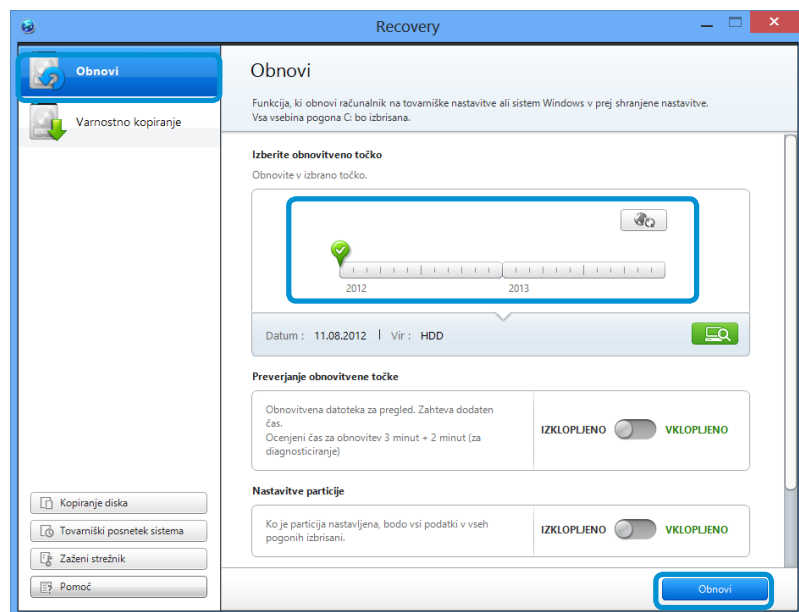 Recovery
Obnovi
Varnostno kopiranje
Kopiranje diska
Tovarniški posnetek sistema
Zaženi strežnik
Pomoč
Obnovi
Funkcija, ki obnovi računalnik na tovarniške nastavitve ali sistem Windows v prej shranjene nastavitve.
Vsa vsebina pogona C: bo izbrisana.
Izberite obnovitveno točko
Obnovite v izbrano točko.
2012 2013
Datum : 11.08.2012 | Vir : HDD
Preverjanje obnovitvene točke
Obnovitvena datoteka za pregled. Zahteva dodaten
čas.
Ocenjeni čas za obnovitev 3 minut + 2 minut (za
diagnosticiranje)
IZKLOPLJENO VKLOPLJENO
Nastavitve particije
Ko je particija nastavljena, bodo vsi podatki v vseh
pogonih izbrisani.
IZKLOPLJENO VKLOPLJENO
Obnovi